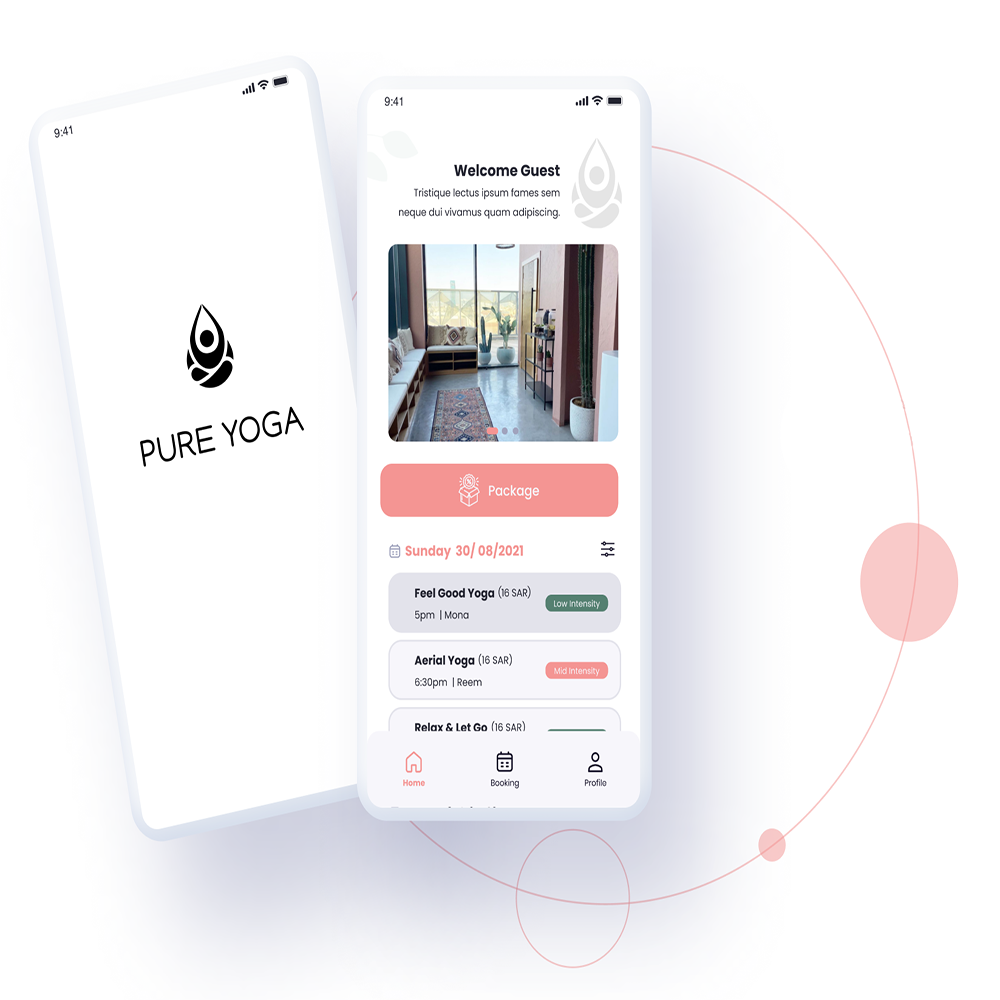 9:41
PURE YOGA
9:41
Welcome Guest
Tristique lectus ipsum fames sem
neque dui vivamus quam adipiscing.
Package
Sunday 30/ 08/2021
Feel Good Yoga (16 SAR)
Low Intensity
5pm | Mona
Aerial Yoga (16 SAR)
Mid Intensity
6:30pm | Reem
Relax & Let Go (16 SAR)
Home
Booking
Profile